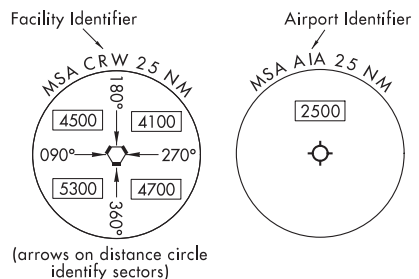 Facility Identifier
MSA CRW 25 NM
180°
4500
4100
090°
270°
5300
4700
360°
(arrows on distance circle
identify sectors)
Airport Identifier
MSA AIA 25 NM
2500